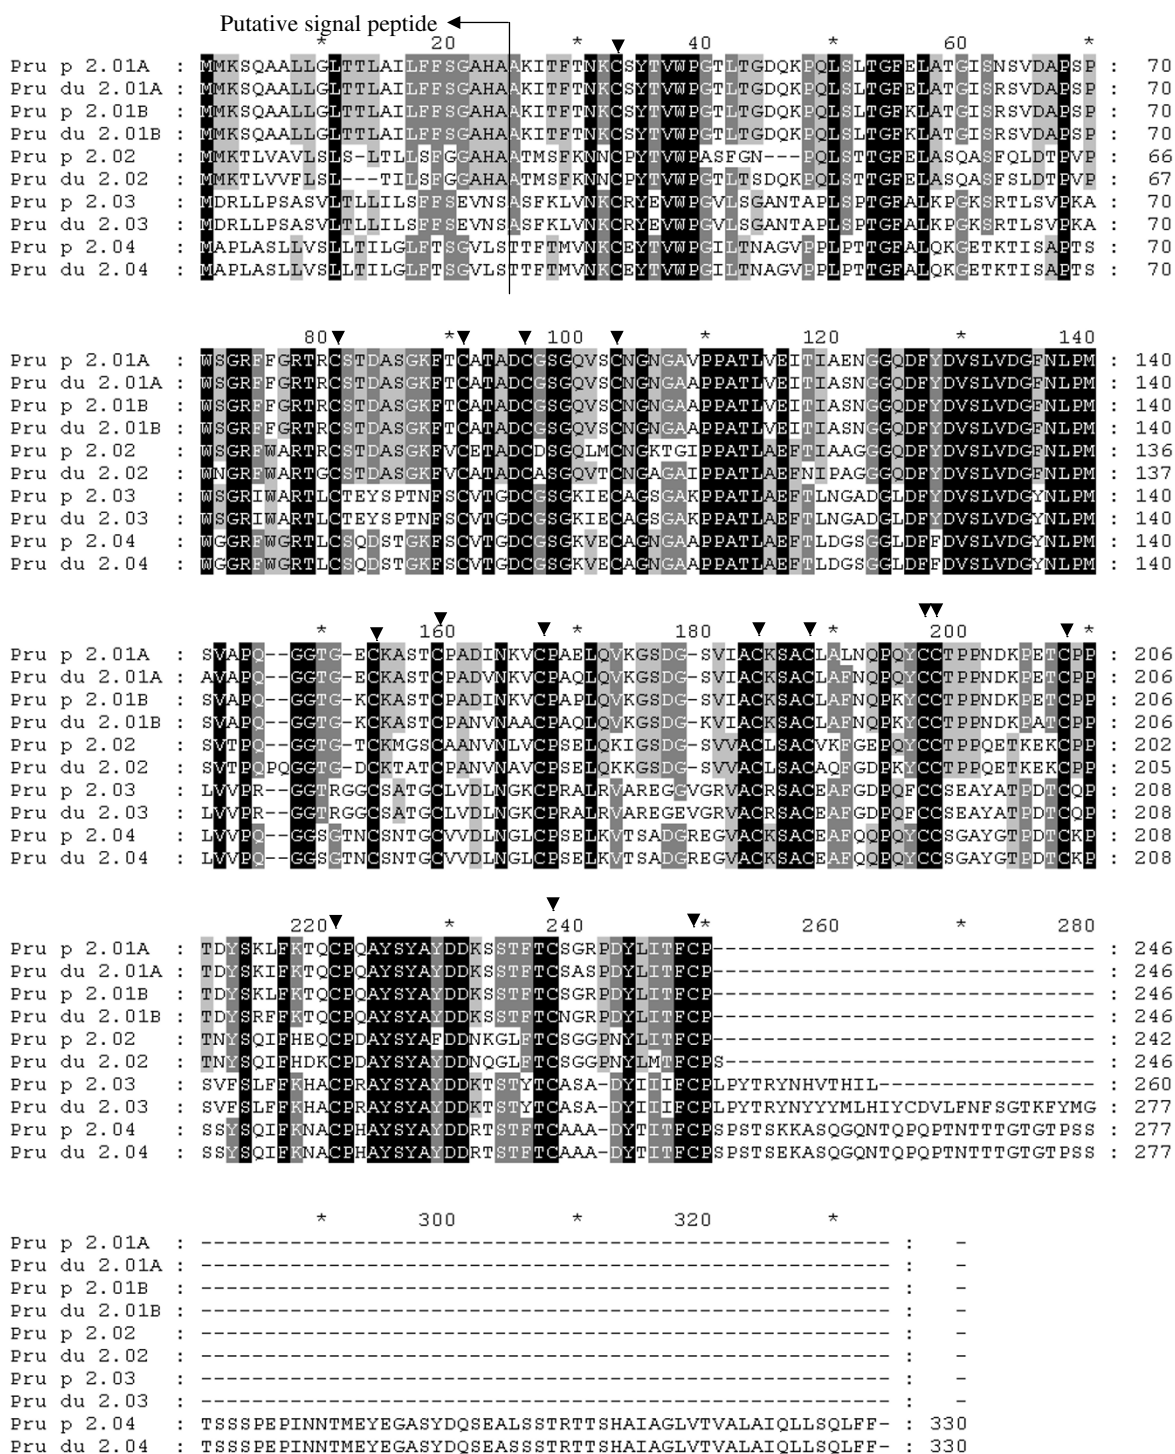 Putative signal peptide
* 20 * ▼ 40 * 60 *
Pru p 2.01A : MMKSQAALLGLTTLAILFFSGAHAAKITFTNKCSYTVWPGTLTGDQKPQLSLTGFELATGISNSVDAPSP : 70
Pru du 2.01A : MMKSQAALLGLTTLAILFFSGAHAAKITFTNKCSYTVWPGTLTGDQKPQLSLTGFELATGISRSVDAPSP : 70
Pru p 2.01B : MMKSQAALLGLTTLAILFFSGAHAAKITFTNKCSYTVWPGTLTGDQKPQLSLTGFELATGISRSVDAPSP : 70
Pru du 2.01B : MMKSQAALLGLTTLAILFFSGAHAAKITFTNKCSYTVWPGTLTGDQKPQLSLTGFKLATGISRSVDAPSP : 70
Pru p 2.02 : MMKTLVAVLSLS-LTLLSFGGAHAATMSFKNNCPYTVWPASFGN---PQLSTTGFELASQASFQLDTPVP : 66
Pru du 2.02 : MMKTLVVFLSL---TILSFGGAHAATMSFKNNCPYTVWPGTLTSDQKPQLSTTGFELASQASFSLDTPVP : 67
Pru p 2.03 : MDRLLPSASVLTLLILSFFSEVNSASFKLVNKCRYEVWPGVLSGANTAPLSPTGFALKPGKSRTLSVPKA : 70
Pru du 2.03 : MDRLLPSASVLTLLILSFFSEVNSASFKLVNKCRYEVWPGVLSGANTAPLSPTGFALKPGKSRTLSVPKA : 70
Pru p 2.04 : MAPLASLLVSLLTILGLFTSGVLSTTFTMVNKCEYTVWPGILTNAGVPPLPTTGFALQKGETKTISAPTS : 70
Pru du 2.04 : MAPLASLLVSLLTILGLFTSGVLSTTFTMVNKCEYTVWPGILTNAGVPPLPTTGFALQKGETKTISAPTS : 70
80 ▼ * ▼ ▼ 100 ▼ * 120 * 140
Pru p 2.01A : WSGRFFGRTRCSTDASGKFTCATADCGSGQVSCNGNGAVPPATLVEITIAENGGQDFYDVSLVDGFNLPM : 140
Pru du 2.01A : WSGRFFGRTRCSTDASGKFTCATADCGSGQVSCNGNGAAPPATLVEITIASNGGQDFYDVSLVDGFNLPM : 140
Pru p 2.01B : WSGRFFGRTRCSTDASGKFTCATADCGSGQVSCNGNGAAPPATLVEITIASNGGQDFYDVSLVDGFNLPM : 140
Pru du 2.01B : WSGRFFGRTRCSTDASGKFTCATADCGSGQVSCNGNGAAPPATLVEITIASNGGQDFYDVSLVDGFNLPM : 140
Pru p 2.02 : WSGRFWARTGCSTDASGKFVCETADCDSGQLMCNGKTGIPPATLAEFTIAAGGGQDFYDVSLVDGFNLPM : 136
Pru du 2.02 : WNGRFWARTGCSTDASGKFVCATADCASGQVTCNGAGAIPPATLAEFNIPAGGGQDFYDVSLVDGFNLPM : 137
Pru p 2.03 : WSGRIWARTLCTEYSPTNFSCVTGDCGSGKIECAGSGAKPPATLAEFTLNGADGLDFYDVSLVDGYNLPM : 140
Pru du 2.03 : WSGRIWARTLCTEYSPTNFSCVTGDCGSGKIECAGSGAKPPATLAEFTLNGADGLDFYDVSLVDGYNLPM : 140
Pru p 2.04 : WGGRFWGRTLCSQDSTGKFSCVTGDCGSGKVECAGNGAAPPATLAEFTLDGSGGLDFFDVSLVDGYNLPM : 140
Pru du 2.04 : WGGRFWGRTLCSQDSTGKFSCVTGDCGSGKVECAGNGAAPPATLAEFTLDGSGGLDFFDVSLVDGYNLPM : 140
* ▼ 160 ▼ * 180 ▼ ▼ * ▼▼ 200 ▼ *
Pru p 2.01A : SVAPQ--GGTG-ECKASTCPADINKVCPAELQVKGSDG-SVIACKSACLALNQPQYCCTPPNDKPETCPP : 206
Pru du 2.01A : AVAPQ--GGTG-ECKASTCPADVNKVCPAQLQVKGSDG-SVIACKSACLAFNQPQYCCTPPNDKPETCPP : 206
Pru p 2.01B : SVAPQ--GGTG-KCKASTCPANVNKVCPAQLQVKGSDG-SVIACKSACLAFNQPKYCCTPPNDKPETCPP : 206
Pru du 2.01B : SVAPQ--GGTG-KCKASTCPANVNAACPAQLQVKGSDG-KVIACKSACLAFNQPKYCCTPPNDKPATCPP : 206
Pru p 2.02 : SVTPQ--GGTG-TCKMGSCAANVNLVCPSELQKIGSDG-SVVACLSACVKFGEPQYCCTPPQETKEKCPP : 202
Pru du 2.02 : SVTPQPQGGTG-DCKTATCPANVNAVCPSELQKKGSDG-SVVACLSACAQFGDPKYCCTPPQETKEKCPP : 205
Pru p 2.03 : LVVPR--GGTRGGCSATGCLVDLNGKCPRALRVAREGGVGRVACRSACEAFGDPQFCCSEAYATPDTCQP : 208
Pru du 2.03 : LVVPR--GGTRGGCSATGCLVDLNGKCPRALRVAREGEVGRVACRSACEAFGDPQFCCSEAYATPDTCQP : 208
Pru p 2.04 : LVVPQ--GGSGTNCSNTGCVVDLNGLCPSELKVTSADGREGVACKSACEAFQQPQYCCSGAYGTPDTCKP : 208
Pru du 2.04 : LVVPQ--GGSGTNCSNTGCVVDLNGLCPSELKVTSADGREGVACKSACEAFQQPQYCCSGAYGTPDTCKP : 208
220 ▼ * ▼ 240 ▼ * 260 * 280
Pru p 2.01A : TDYSKLFKTQCPQAYSYAYDDKSSTFTCSGRPDYLITFCP------------------------------ : 246
Pru du 2.01A : TDYSKIFKTQCPQAYSYAYDDKSSTFTCSASPDYLITFCP------------------------------ : 246
Pru p 2.01B : TDYSKLFKTQCPQAYSYAYDDKSSTFTCSGRPDYLITFCP------------------------------ : 246
Pru du 2.01B : TDYSRFFKTQCPQAYSYAYDDKSSTFTCNGRPDYLITFCP------------------------------ : 246
Pru p 2.02 : TNYSQIFHEQCPDAYSYAFDDNKGLFTCSGGPNYLITFCP------------------------------ : 242
Pru du 2.02 : TNYSQIFHDKCPDAYSYAYDDNQGLFTCSGGPNYLMTFCPS----------------------------- : 246
Pru p 2.03 : SVFSLFFKHACPRAYSYAYDDKTSTYTCASA-DYIIIFCPLPYTRYNHVTHIL----------------- : 260
Pru du 2.03 : SVFSLFFKHACPRAYSYAYDDKTSTYTCASA-DYIIIFCPLPYTRYNYYYMLHIYCDVLFNFSGTKFYMG : 277
Pru p 2.04 : SSYSQIFKNACPHAYSYAYDDRTSTFTCAAA-DYTITFCPSPSTSKKASQGQNTQPQPTNTTTGTGTPSS : 277
Pru du 2.04 : SSYSQIFKNACPHAYSYAYDDRTSTFTCAAA-DYTITFCPSPSTSEKASQGQNTQPQPTNTTTGTGTPSS : 277
* 300 * 320 *
Pru p 2.01A : ------------------------------------------------------ : -
Pru du 2.01A : ------------------------------------------------------ : -
Pru p 2.01B : ------------------------------------------------------ : -
Pru du 2.01B : ------------------------------------------------------ : -
Pru p 2.02 : ------------------------------------------------------ : -
Pru du 2.02 : ------------------------------------------------------ : -
Pru p 2.03 : ------------------------------------------------------ : -
Pru du 2.03 : ------------------------------------------------------ : -
Pru p 2.04 : TSSSPEPINNTMEYEGASYDQSEALSSTRTTSHAIAGLVTVALAIQLLSQLFF- : 330
Pru du 2.04 : TSSSPEPINNTMEYEGASYDQSEASSSTRTTSHAIAGLVTVALAIQLLSQLFF- : 330